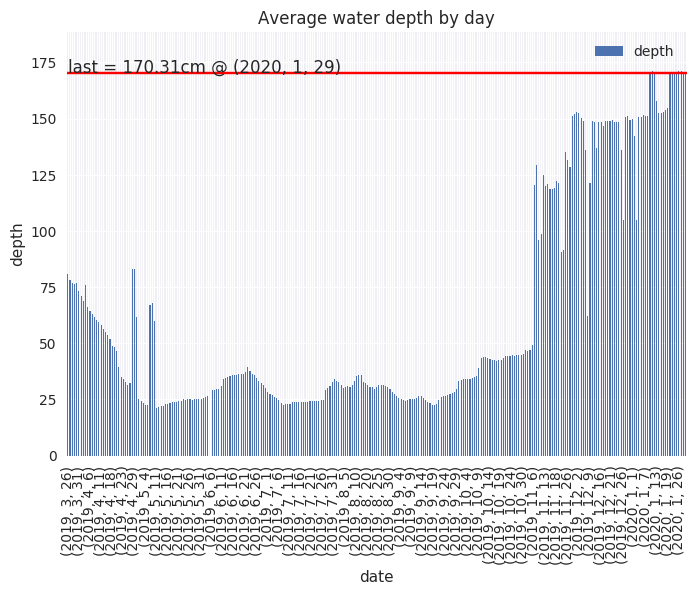 Average water depth by day
depth
last = 170.31cm @ (2020, 1, 29)
175
150
125
100
75
50
25
0
depth
(2019, 3, 26)
(2019, 3, 31)
(2019, 4, 6)
(2019, 4, 11)
(2019, 4, 18)
(2019, 4, 23)
(2019, 4, 29)
(2019, 5, 4)
(2019, 5, 11)
(2019, 5, 16)
(2019, 5, 21)
(2019, 5, 26)
(2019, 5, 31)
(2019, 6, 6)
(2019, 6, 11)
(2019, 6, 16)
(2019, 6, 21)
(2019, 6, 26)
(2019, 7, 1)
(2019, 7, 6)
(2019, 7, 11)
(2019, 7, 16)
(2019, 7, 21)
(2019, 7, 26)
(2019, 7, 31)
(2019, 8, 5)
(2019, 8, 10)
(2019, 8, 20)
(2019, 8, 25)
(2019, 8, 30)
(2019, 9, 4)
(2019, 9, 9)
(2019, 9, 14)
(2019, 9, 19)
(2019, 9, 24)
(2019, 9, 29)
(2019, 10, 4)
(2019, 10, 9)
(2019, 10, 14)
(2019, 10, 19)
(2019, 10, 24)
(2019, 10, 30)
(2019, 11, 6)
(2019, 11, 13)
(2019, 11, 18)
(2019, 11, 26)
(2019, 12, 2)
(2019, 12, 9)
(2019, 12, 16)
(2019, 12, 21)
(2019, 12, 26)
(2020, 1, 1)
(2020, 1, 7)
(2020, 1, 13)
(2020, 1, 19)
(2020, 1, 26)
date